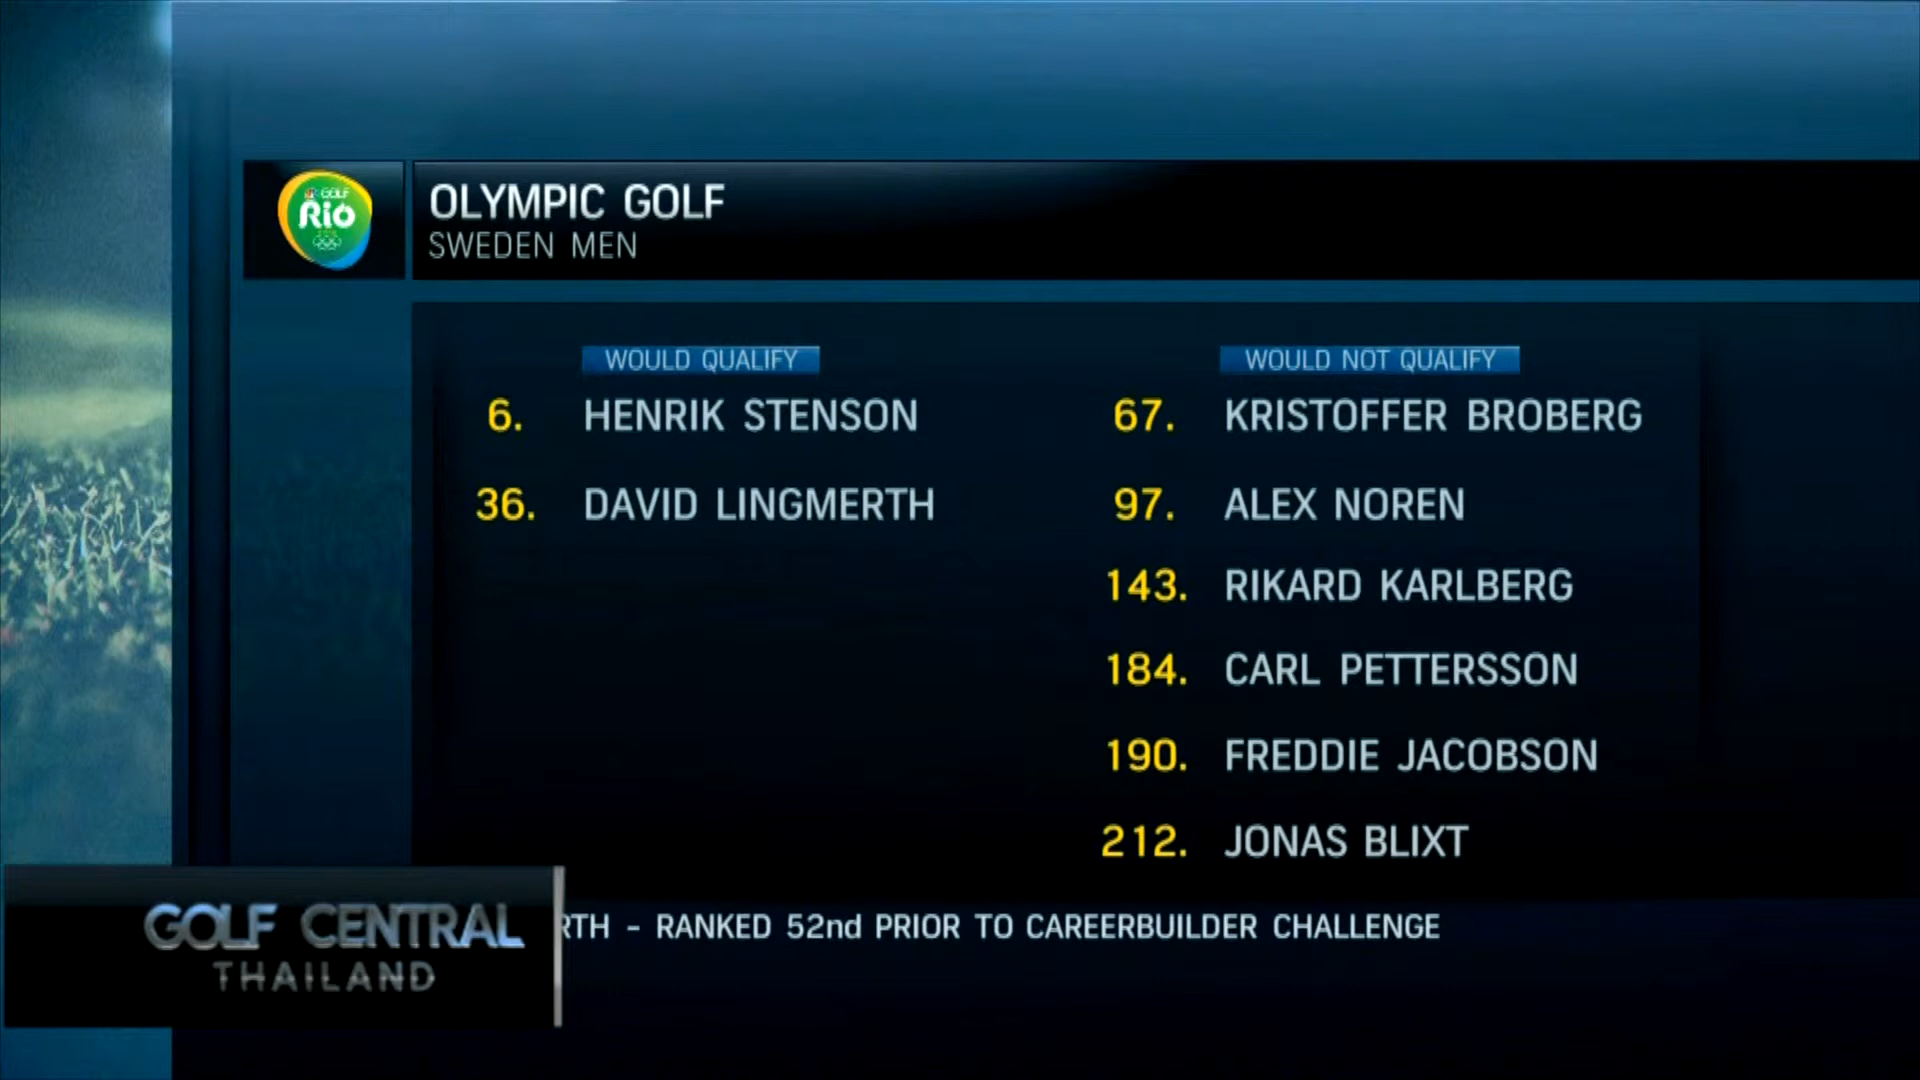 GOLF
Rio
OLYMPIC GOLF
SWEDEN MEN
WOULD QUALIFY
6. HENRIK STENSON
36. DAVID LINGMERTH
WOULD NOT QUALIFY
67. KRISTOFFER BROBERG
97. ALEX NOREN
143. RIKARD KARLBERG
184. CARL PETTERSSON
190. FREDDIE JACOBSON
212. JONAS BLIXT
RTH - RANKED 52nd PRIOR TO CAREERBUILDER CHALLENGE
GOLF CENTRAL
THAILAND